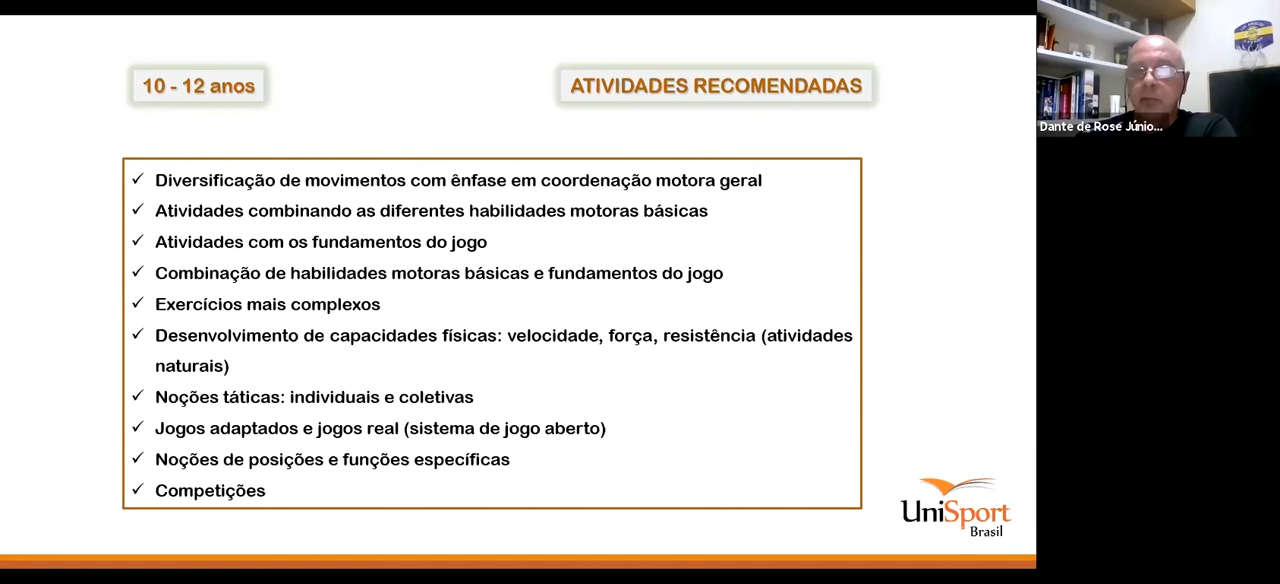 10 - 12 anos
ATIVIDADES RECOMENDADAS
✓ Diversificação de movimentos com ênfase em coordenação motora geral
✓ Atividades combinando as diferentes habilidades motoras básicas
✓ Atividades com os fundamentos do jogo
✓ Combinação de habilidades motoras básicas e fundamentos do jogo
✓ Exercícios mais complexos
✓ Desenvolvimento de capacidades físicas: velocidade, força, resistência (atividades
naturais)
✓ Noções táticas: individuais e coletivas
✓ Jogos adaptados e jogos real (sistema de jogo aberto)
✓ Noções de posições e funções específicas
✓ Competições
UniSport
Brasil
Dante de Rose Júnio...